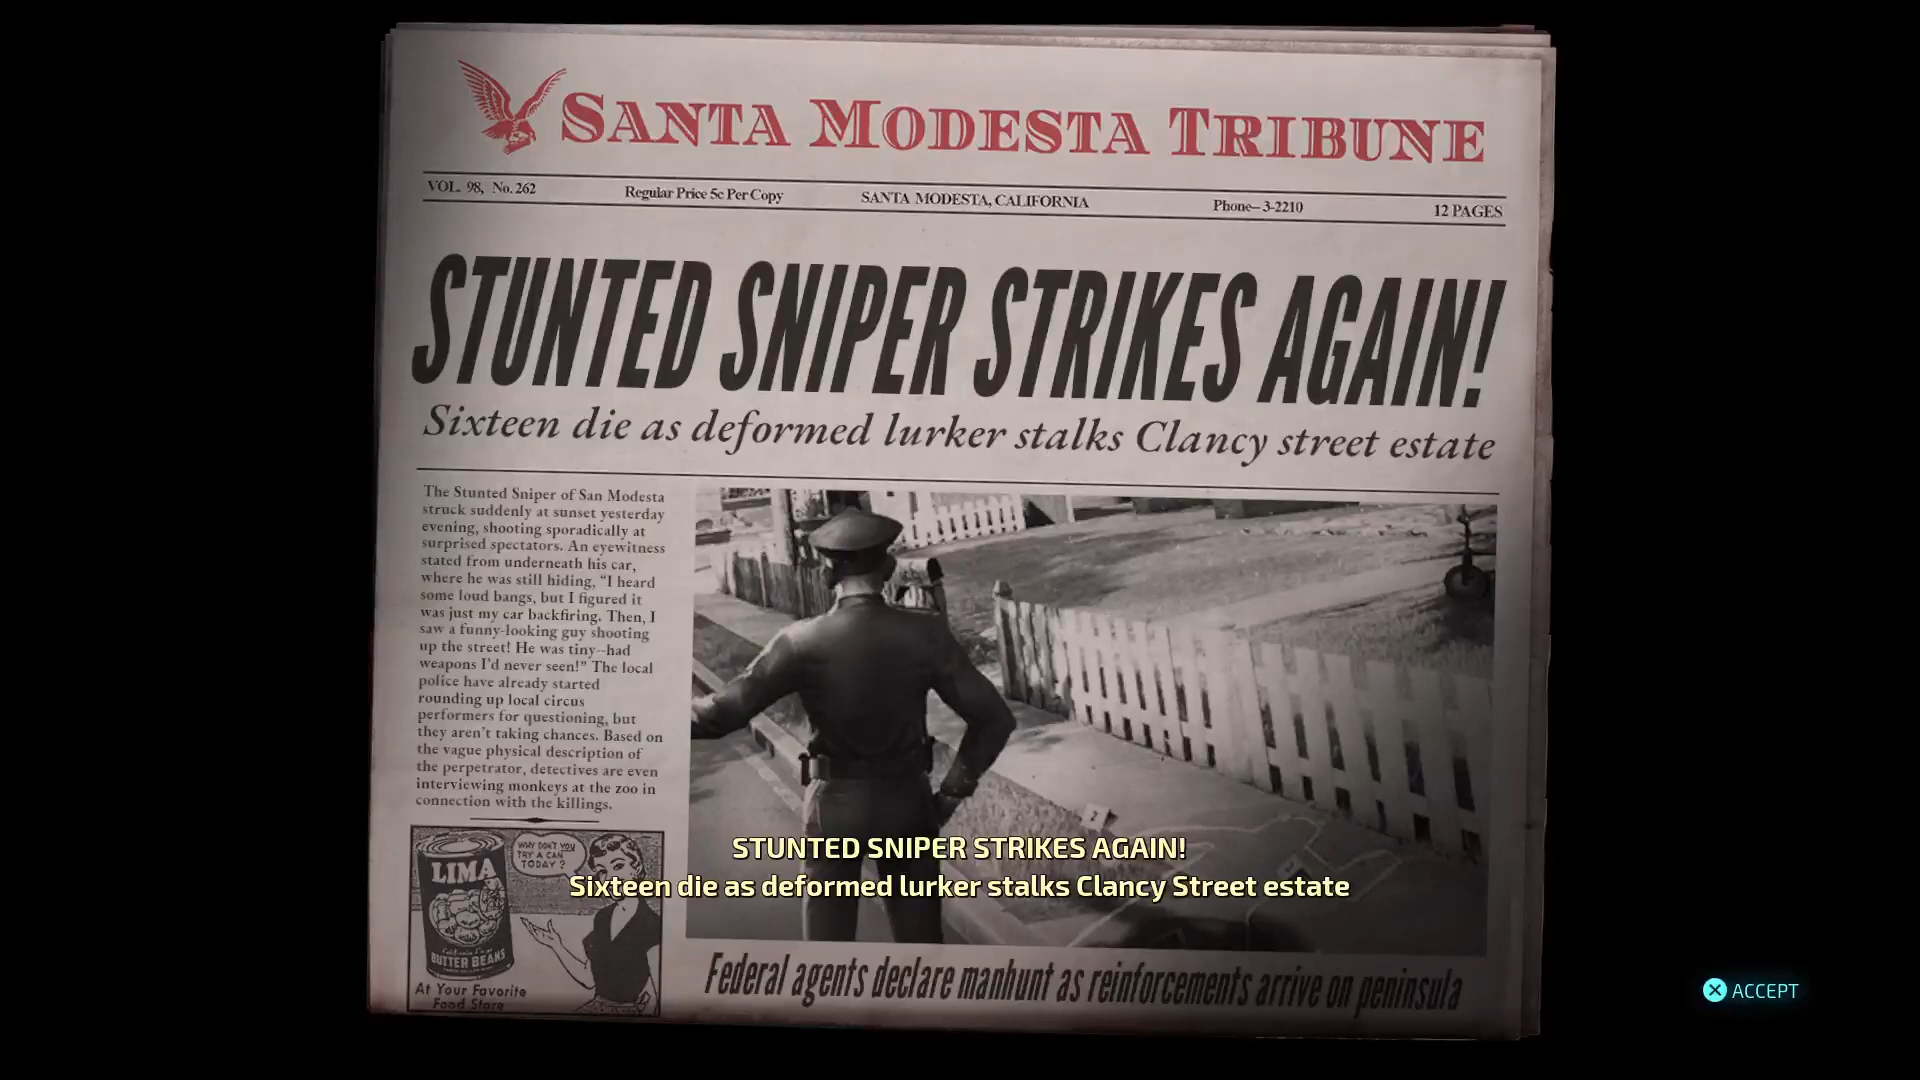 SANTA MODESTA TRIBUNE
VOL. 98, No. 262 Regular Price 5c Per Copy SANTA MODESTA, CALIFORNIA Phone–3-2210 12 PAGES
STUNTED SNIPER STRIKES AGAIN!
Sixteen die as deformed lurker stalks Clancy street estate
The Stunted Sniper of San Modesta
struck suddenly at sunset yesterday
evening, shooting sporadically at
surprised spectators. An eyewitness
stated from underneath his car,
where he was still hiding, “I heard
some loud bangs, but I figured it
was just my car backfiring. Then, I
saw a funny-looking guy shooting
up the street! He was tiny--had
weapons I’d never seen!” The local
police have already started
rounding up local circus
performers for questioning, but
they aren’t taking chances. Based on
the vague physical description of
the perpetrator, detectives are even
interviewing monkeys at the zoo in
connection with the killings.
LIMA
BUTTER BEANS
WHY DON'T YOU
TRY A CAN
TODAY?
At Your Favorite
Food Store
2
STUNTED SNIPER STRIKES AGAIN!
Sixteen die as deformed lurker stalks Clancy Street estate
Federal agents declare manhunt as reinforcements arrive on peninsula
ACCEPT